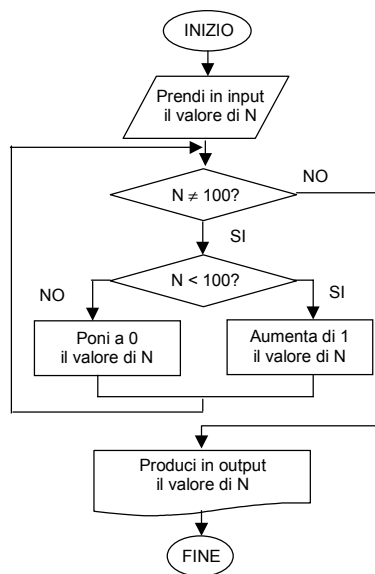 INIZIO
Prendi in input
il valore di N
N ≠ 100?
NO
SI
N < 100?
NO
SI
Poni a 0
il valore di N
Aumenta di 1
il valore di N
Produci in output
il valore di N
FINE